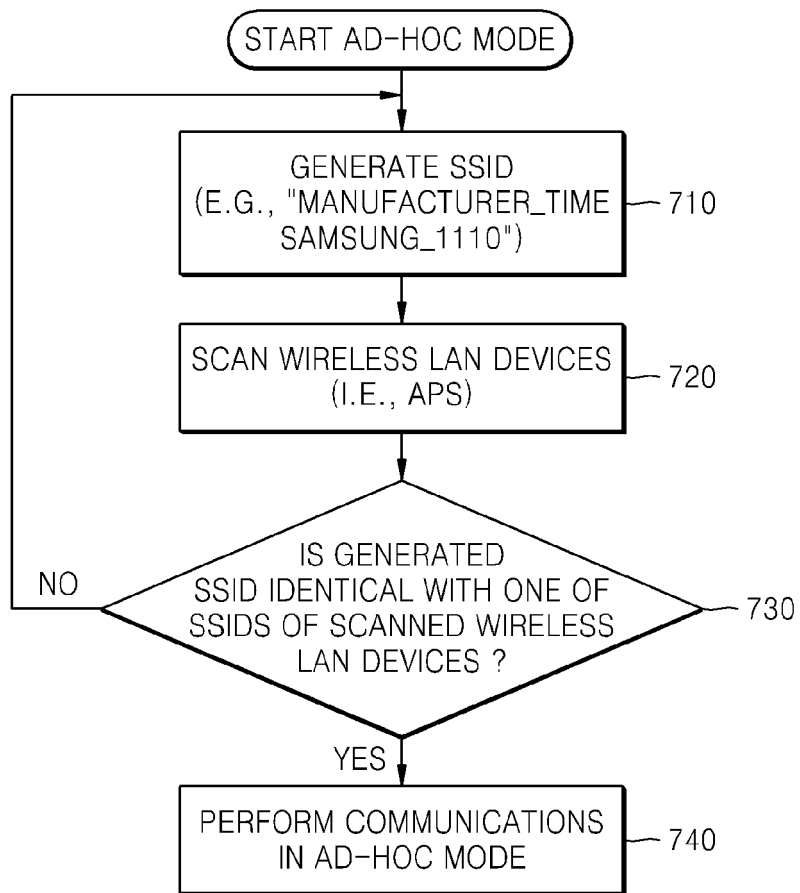 START AD-HOC MODE
GENERATE SSID
(E.G., "MANUFACTURER_TIME
SAMSUNG_1110")
710
SCAN WIRELESS LAN DEVICES
(I.E., APS)
720
IS GENERATED
SSID IDENTICAL WITH ONE OF
SSIDS OF SCANNED WIRELESS
LAN DEVICES ?
730
NO
YES
PERFORM COMMUNICATIONS
IN AD-HOC MODE
740